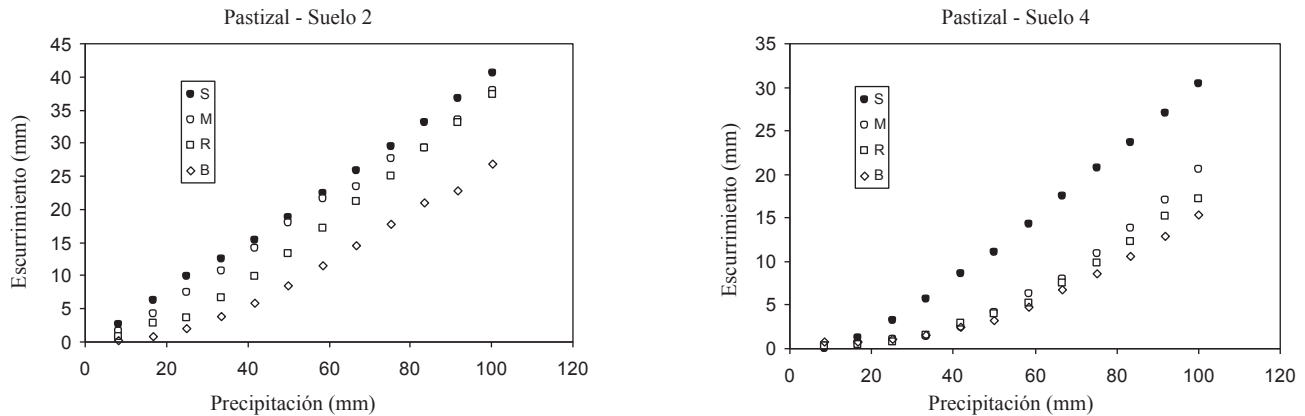 Pastizal - Suelo 2
45
40
35
30
25
20
15
10
5
0
Escurrimiento (mm)
S
M
R
B
0 20 40 60 80 100 120
Precipitación (mm)
Pastizal - Suelo 4
35
30
25
20
15
10
5
0
Escurrimiento (mm)
S
M
R
B
0 20 40 60 80 100 120
Precipitación (mm)